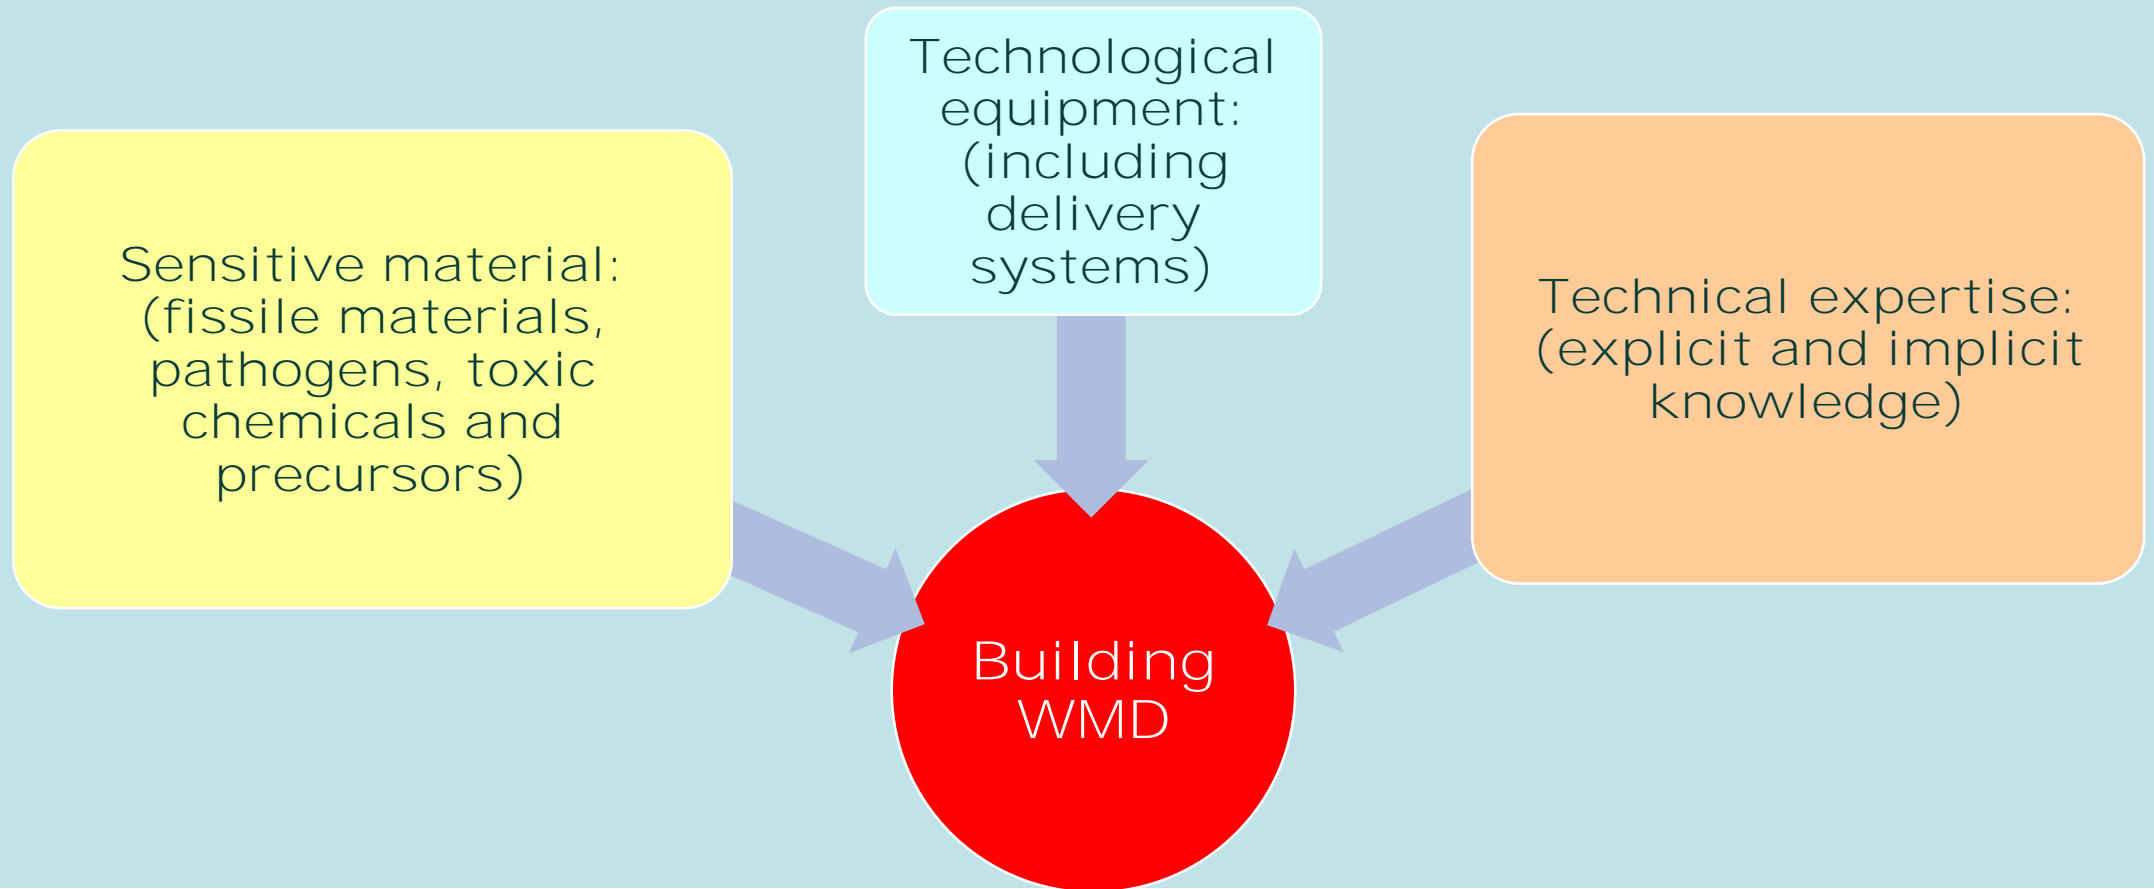 Technological
equipment:
(including
delivery
systems)
Sensitive material:
(fissile materials,
pathogens, toxic
chemicals and
precursors)
Technical expertise:
(explicit and implicit
knowledge)
Building
WMD